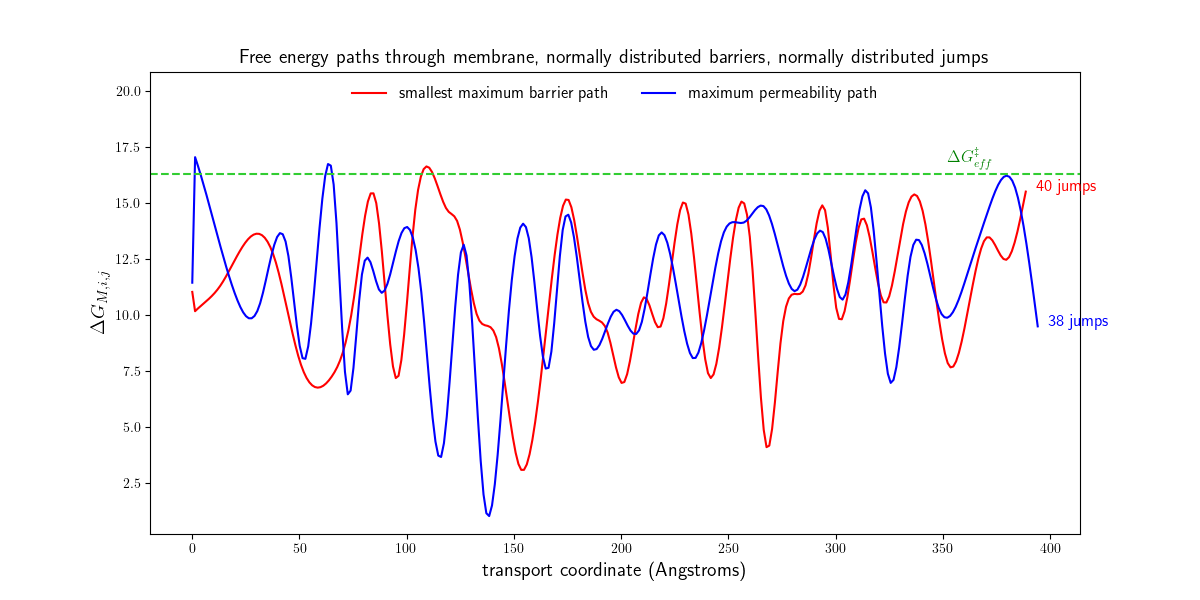 Free energy paths through membrane, normally distributed barriers, normally distributed jumps
smallest maximum barrier path
maximum permeability path
20.0
17.5
15.0
12.5
10.0
7.5
5.0
2.5
ΔG_{M,i,j}
ΔG^‡_{eff}
40 jumps
38 jumps
0 50 100 150 200 250 300 350 400
transport coordinate (Angstroms)